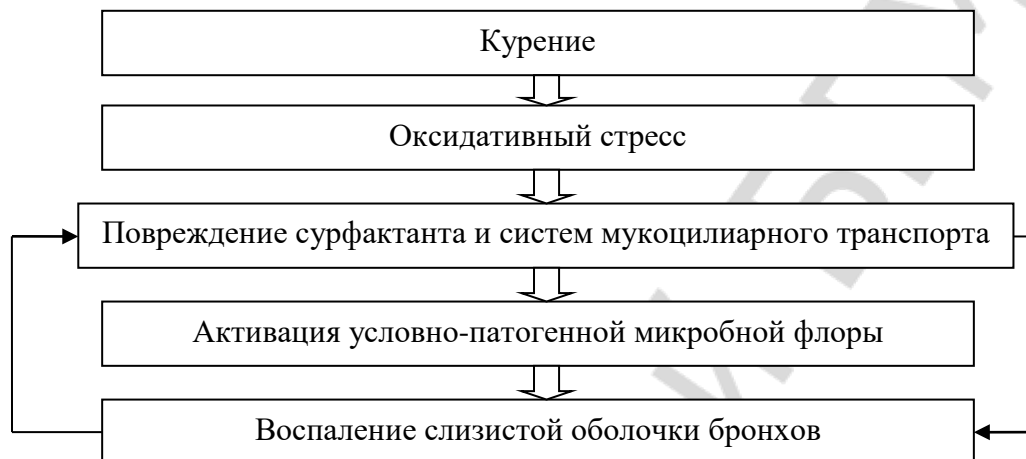 Курение
Оксидативный стресс
Повреждение сурфактанта и систем мукоцилиарного транспорта
Активация условно-патогенной микробной флоры
Воспаление слизистой оболочки бронхов